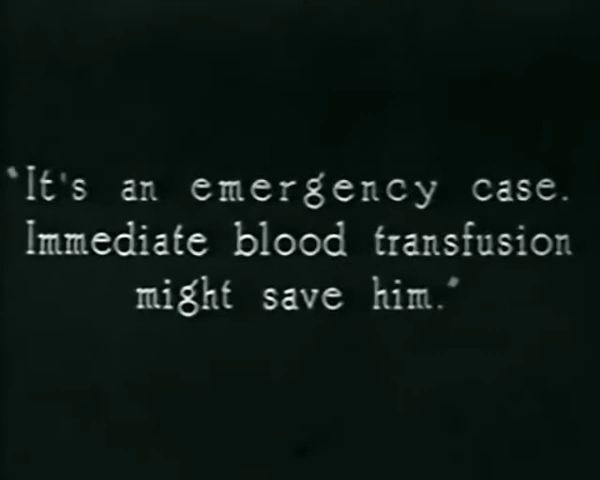 "It's an emergency case.
Immediate blood transfusion
might save him."